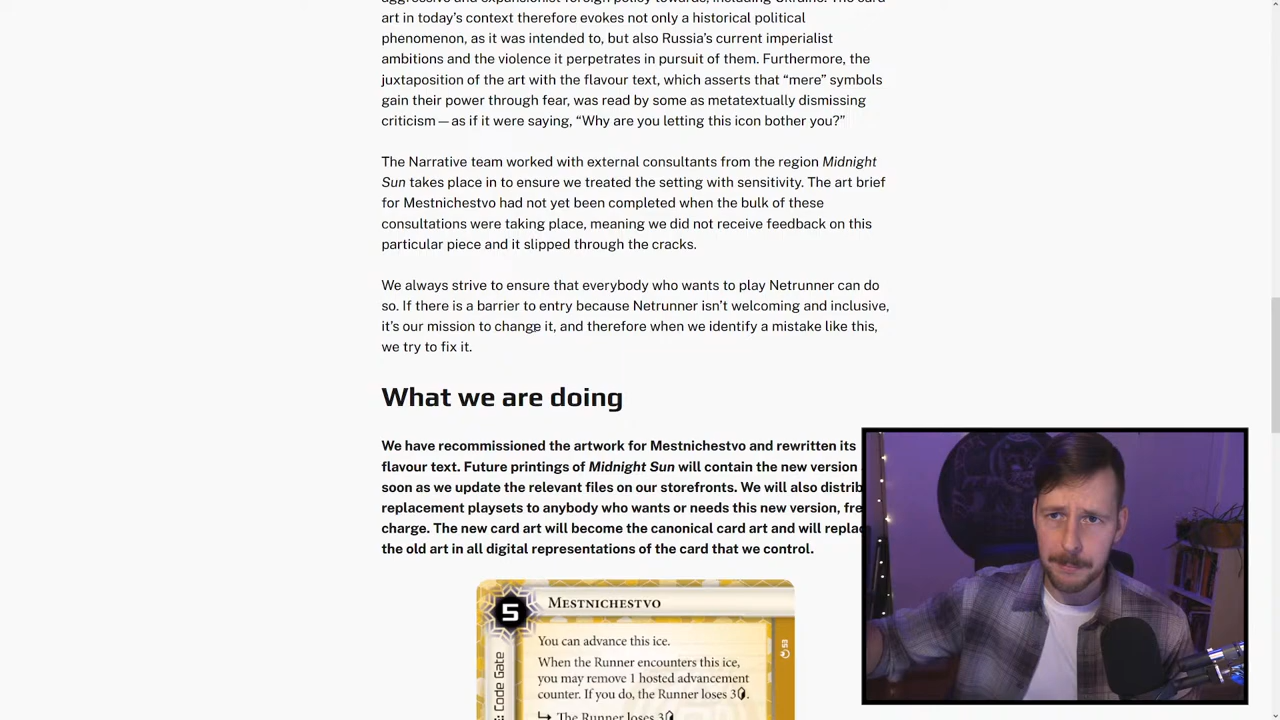 aggressive and expansionist foreign policy towards, including Ukraine. The card
art in today's context therefore evokes not only a historical political
phenomenon, as it was intended to, but also Russia's current imperialist
ambitions and the violence it perpetrates in pursuit of them. Furthermore, the
juxtaposition of the art with the flavour text, which asserts that “mere” symbols
gain their power through fear, was read by some as metatextually dismissing
criticism—as if it were saying, “Why are you letting this icon bother you?”
The Narrative team worked with external consultants from the region Midnight
Sun takes place in to ensure we treated the setting with sensitivity. The art brief
for Mestnichestvo had not yet been completed when the bulk of these
consultations were taking place, meaning we did not receive feedback on this
particular piece and it slipped through the cracks.
We always strive to ensure that everybody who wants to play Netrunner can do
so. If there is a barrier to entry because Netrunner isn't welcoming and inclusive,
it's our mission to change it, and therefore when we identify a mistake like this,
we try to fix it.
What we are doing
We have recommissioned the artwork for Mestnichestvo and rewritten its
flavour text. Future printings of Midnight Sun will contain the new version
soon as we update the relevant files on our storefronts. We will also distrib
replacement playsets to anybody who wants or needs this new version, fre
charge. The new card art will become the canonical card art and will replac
the old art in all digital representations of the card that we control.
5
Mestnichestvo
You can advance this ice.
When the Runner encounters this ice,
you may remove 1 hosted advancement
counter. If you do, the Runner loses 3
The Runner loses 3
: Code Gate
53